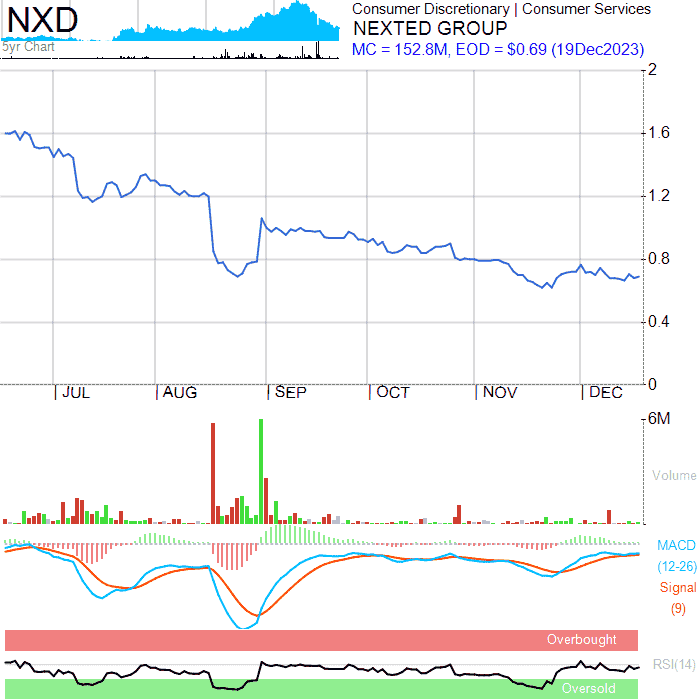 NXD
Consumer Discretionary | Consumer Services
NEXTED GROUP
MC = 152.8M, EOD = $0.69 (19Dec2023)
5yr Chart
2
1.6
1.2
0.8
0.4
0
JUL AUG SEP OCT NOV DEC
6M
Volume
MACD
(12-26)
Signal
(9)
Overbought
RSI(14)
Oversold